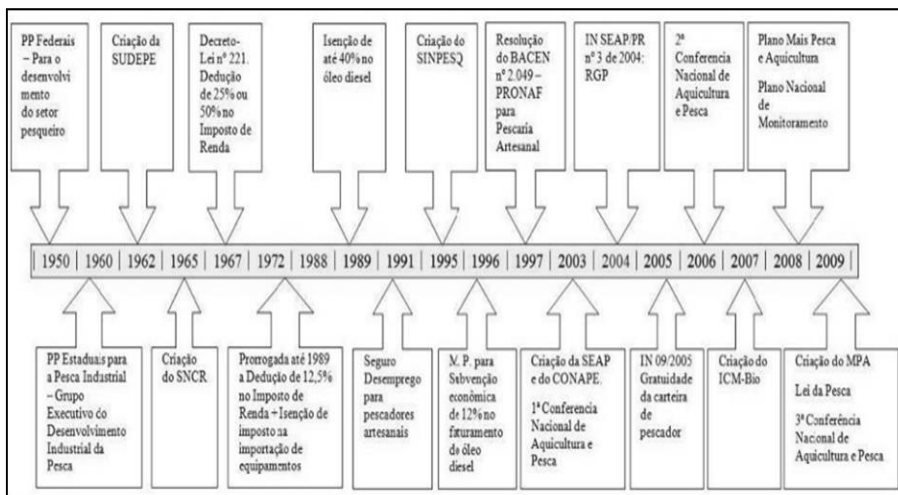 PP Federais
– Para o
desenvolvi
mento
do setor
pesqueiro
Criação da
SUDEPE
Decreto-
Lei nº 221.
Dedução
de 25% ou
50% no
Imposto de
Renda
Isenção de
até 40% no
óleo diesel
Criação do
SINPESQ
Resolução
do BACEN
nº 2.049 –
PRONAF
para
Pescaria
Artesanal
IN SEAP/PR
nº 3 de 2004:
RGP
2ª
Conferencia
Nacional de
Aquicultura
e Pesca
Plano Mais Pesca
e Aquicultura
Plano Nacional
de
Monitoramento
| 1950 | 1960 | 1962 | 1965 | 1967 | 1972 | 1988 | 1989 | 1991 | 1995 | 1996 | 1997 | 2003 | 2004 | 2005 | 2006 | 2007 | 2008 | 2009 |
PP Estaduais para
a Pesca Industrial
– Grupo
Executivo do
Desenvolvimento
Industrial da
Pesca
Criação
do SNCR
Prorrogada até 1989
a Dedução de 12,5%
no Imposto de
Renda + Isenção de
imposto na
importação de
equipamentos
Seguro
Desemprego
para
pescadores
artesanais
M. P. para
Subvenção
econômica
de 12% no
faturamento
do óleo
diesel
Criação da SEAP
e do CONAPE.
1ª Conferencia
Nacional de
Aquicultura e
Pesca
IN 09/2005
Gratuidade
da carteira
de
pescador
Criação do
ICM-Bio
Criação do MPA
Lei da Pesca
3ª Conferência
Nacional de
Aquicultura e Pesca